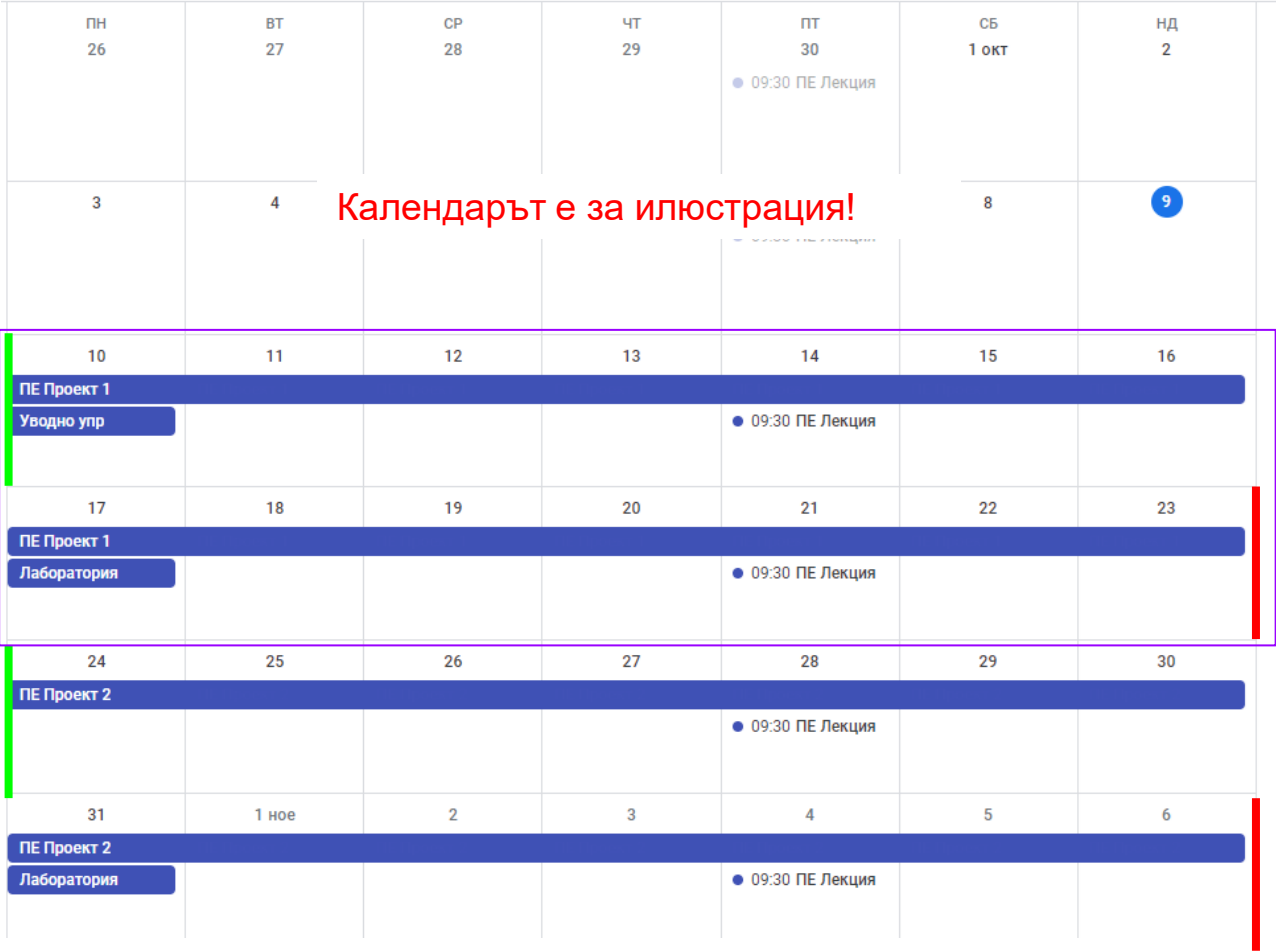 ПН ВТ СР ЧТ ПТ СБ НД
26 27 28 29 30 1 окт 2
09:30 ПЕ Лекция
3 4 8 9
Календарът е за илюстрация!
10 11 12 13 14 15 16
ПЕ Проект 1
Уводно упр 09:30 ПЕ Лекция
17 18 19 20 21 22 23
ПЕ Проект 1
Лаборатория 09:30 ПЕ Лекция
24 25 26 27 28 29 30
ПЕ Проект 2
09:30 ПЕ Лекция
31 1 ное 2 3 4 5 6
ПЕ Проект 2
Лаборатория 09:30 ПЕ Лекция